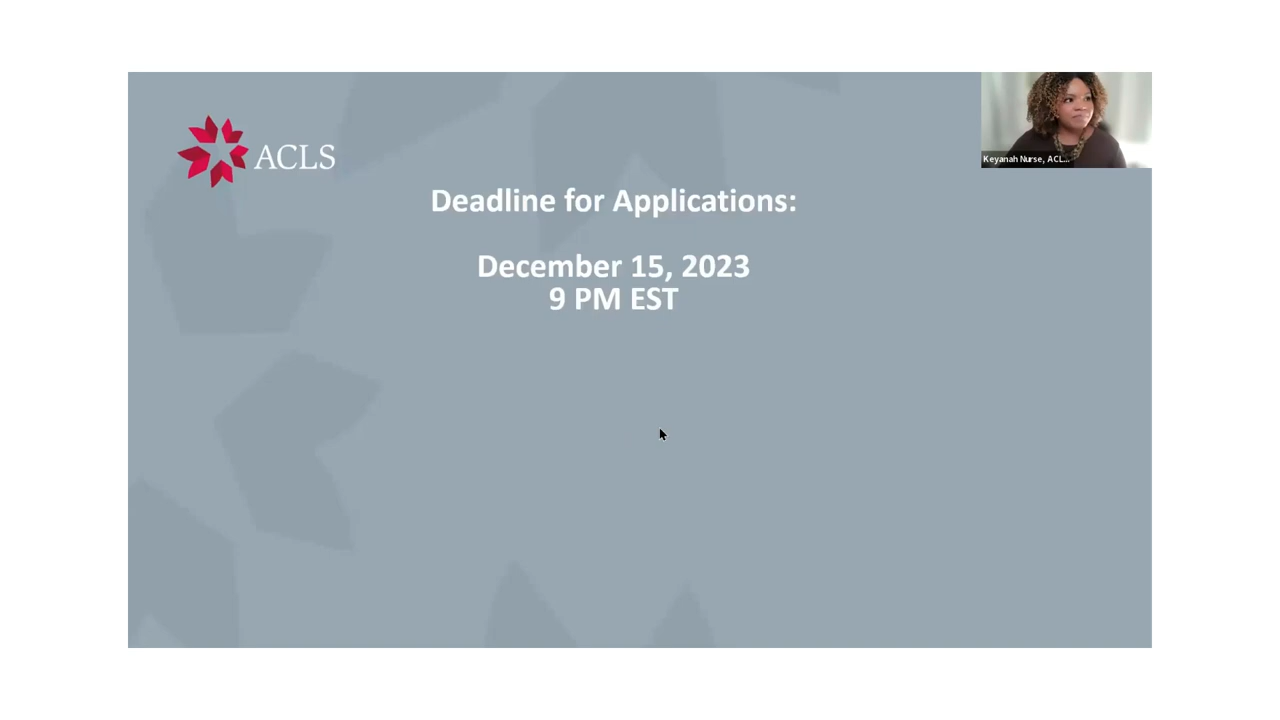 ACLS
Keyanah Nurse, ACL...
Deadline for Applications:
December 15, 2023
9 PM EST